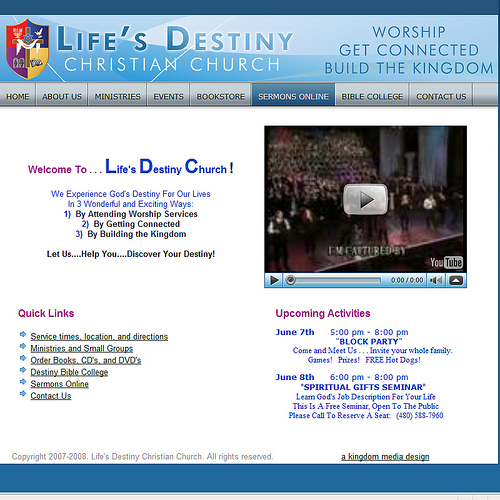 LIFE'S DESTINY
CHRISTIAN CHURCH
WORSHIP
GET CONNECTED
BUILD THE KINGDOM
HOME ABOUT US MINISTRIES EVENTS BOOKSTORE SERMONS ONLINE BIBLE COLLEGE CONTACT US
Welcome To . . . Life's Destiny Church !
We Experience God's Destiny For Our Lives
In 3 Wonderful and Exciting Ways:
1) By Attending Worship Services
2) By Getting Connected
3) By Building the Kingdom
Let Us....Help You....Discover Your Destiny!
I'M CAPTURED BY
YouTube
0:00 / 0:00
Quick Links
Service times, location, and directions
Ministries and Small Groups
Order Books, CD's, and DVD's
Destiny Bible College
Sermons Online
Contact Us
Upcoming Activities
June 7th 5:00 pm - 8:00 pm
"BLOCK PARTY"
Come and Meet Us . . . Invite your whole family.
Games! Prizes! FREE Hot Dogs!
June 8th 6:00 pm - 8:00 pm
"SPIRITUAL GIFTS SEMINAR"
Learn God's Job Description For Your Life
This Is A Free Seminar, Open To The Public
Please Call To Reserve A Seat: (480) 588-7960
Copyright 2007-2008. Life's Destiny Christian Church. All rights reserved.
a kingdom media design